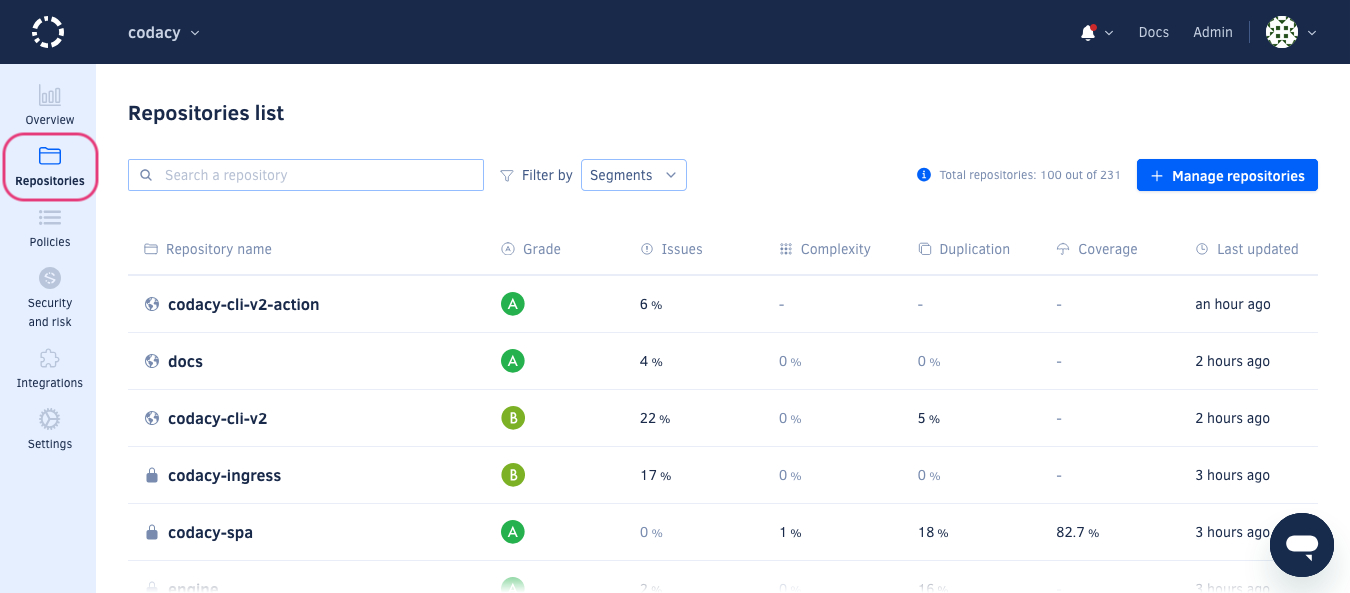 codacy
Docs
Admin
Overview
Repositories
Policies
S
Security
and risk
Integrations
Settings
Repositories list
Search a repository
Filter by
Segments
i Total repositories: 100 out of 231
+ Manage repositories
Repository name A Grade Issues Complexity Duplication Coverage Last updated
codacy-cli-v2-action A 6 % - - - an hour ago
docs A 4 % 0 % 0 % - 2 hours ago
codacy-cli-v2 B 22 % 0 % 5 % - 2 hours ago
codacy-ingress B 17 % 0 % 0 % - 3 hours ago
codacy-spa A 0 % 1 % 18 % 82.7 % 3 hours ago
engine A 2 % 0 % 16 % - 3 hours ago